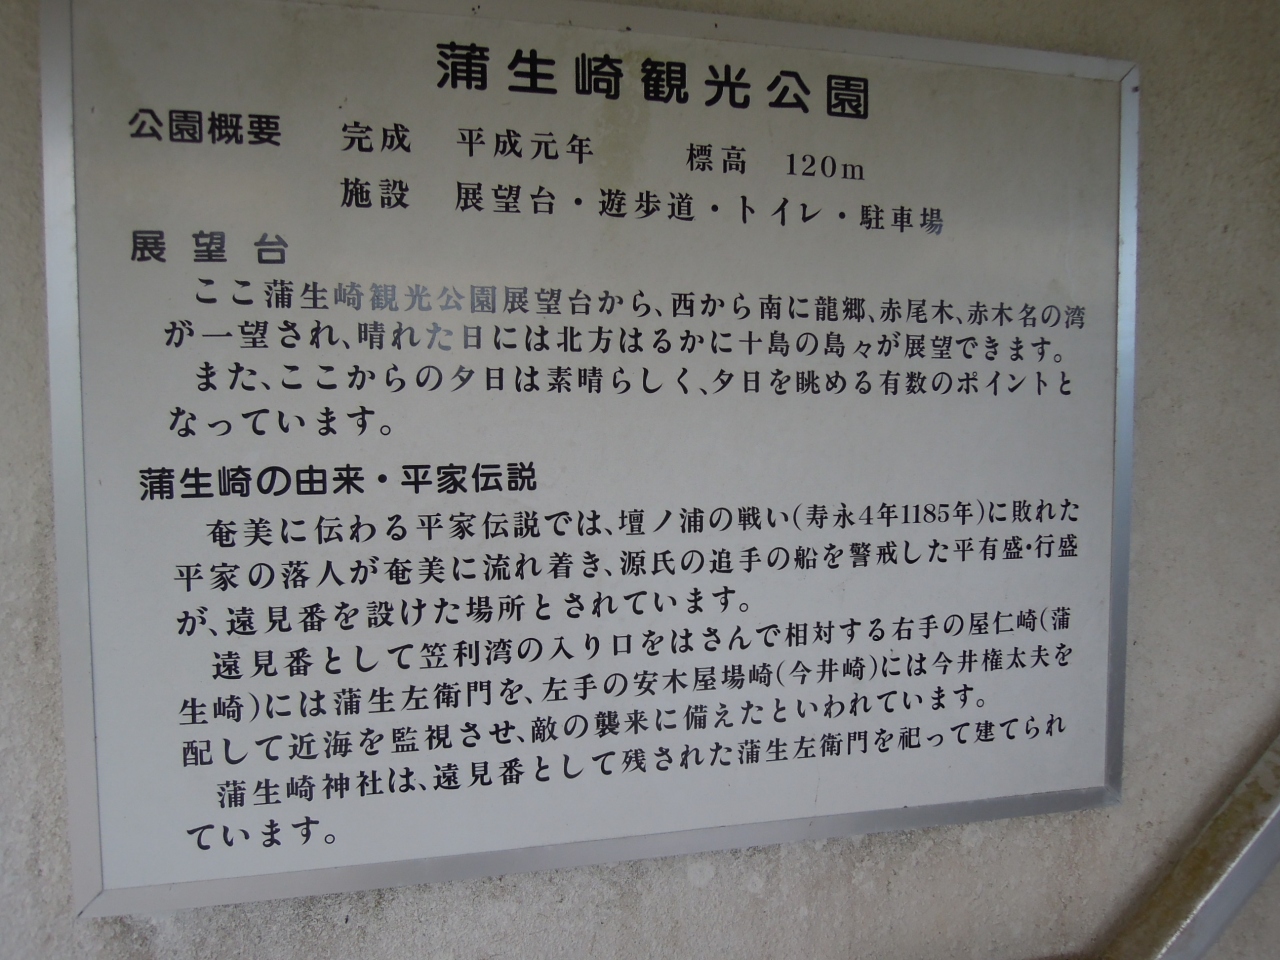 蒲生崎観光公園
公園概要 完成 平成元年 標高 120m
施設 展望台・遊歩道・トイレ・駐車場
展望台
ここ蒲生崎観光公園展望台から、西から南に龍郷、赤尾木、赤木名の湾
が一望され、晴れた日には北方はるかに十島の島々が展望できます。
また、ここからの夕日は素晴らしく、夕日を眺める有数のポイントと
なっています。
蒲生崎の由来・平家伝説
奄美に伝わる平家伝説では、壇ノ浦の戦い(寿永4年1185年)に敗れた
平家の落人が奄美に流れ着き、源氏の追手の船を警戒した平有盛・行盛
が、遠見番を設けた場所とされています。
遠見番として笠利湾の入り口をはさんで相対する右手の屋仁崎(蒲
生崎)には蒲生左衛門を、左手の安木屋場崎(今井崎)には今井権太夫を
配して近海を監視させ、敵の襲来に備えたといわれています。
蒲生崎神社は、遠見番として残された蒲生左衛門を祀って建てられ
ています。